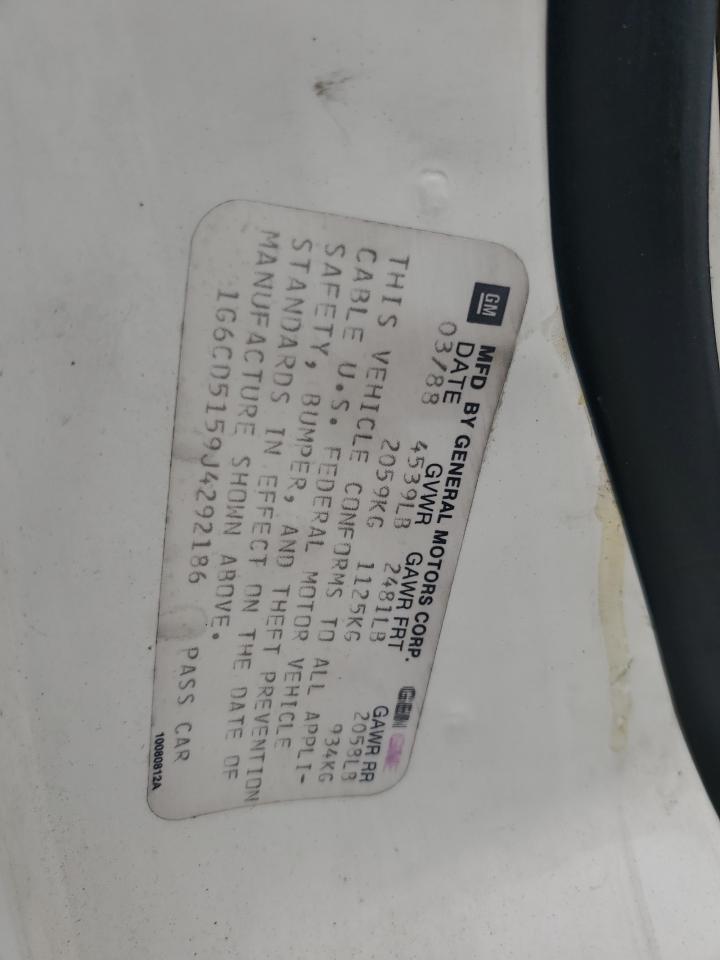 GM MFD BY GENERAL MOTORS CORP.
DATE GVWR GAWR FRT GAWR RR
03/88 4539LB 2481LB 2058LB
2059KG 1125KG 934KG
THIS VEHICLE CONFORMS TO ALL APPLI-
CABLE U.S. FEDERAL MOTOR VEHICLE
SAFETY, BUMPER, AND THEFT PREVENTION
STANDARDS IN EFFECT ON THE DATE OF
MANUFACTURE SHOWN ABOVE.
1G6CD5159J4292186 PASS CAR
10080812A